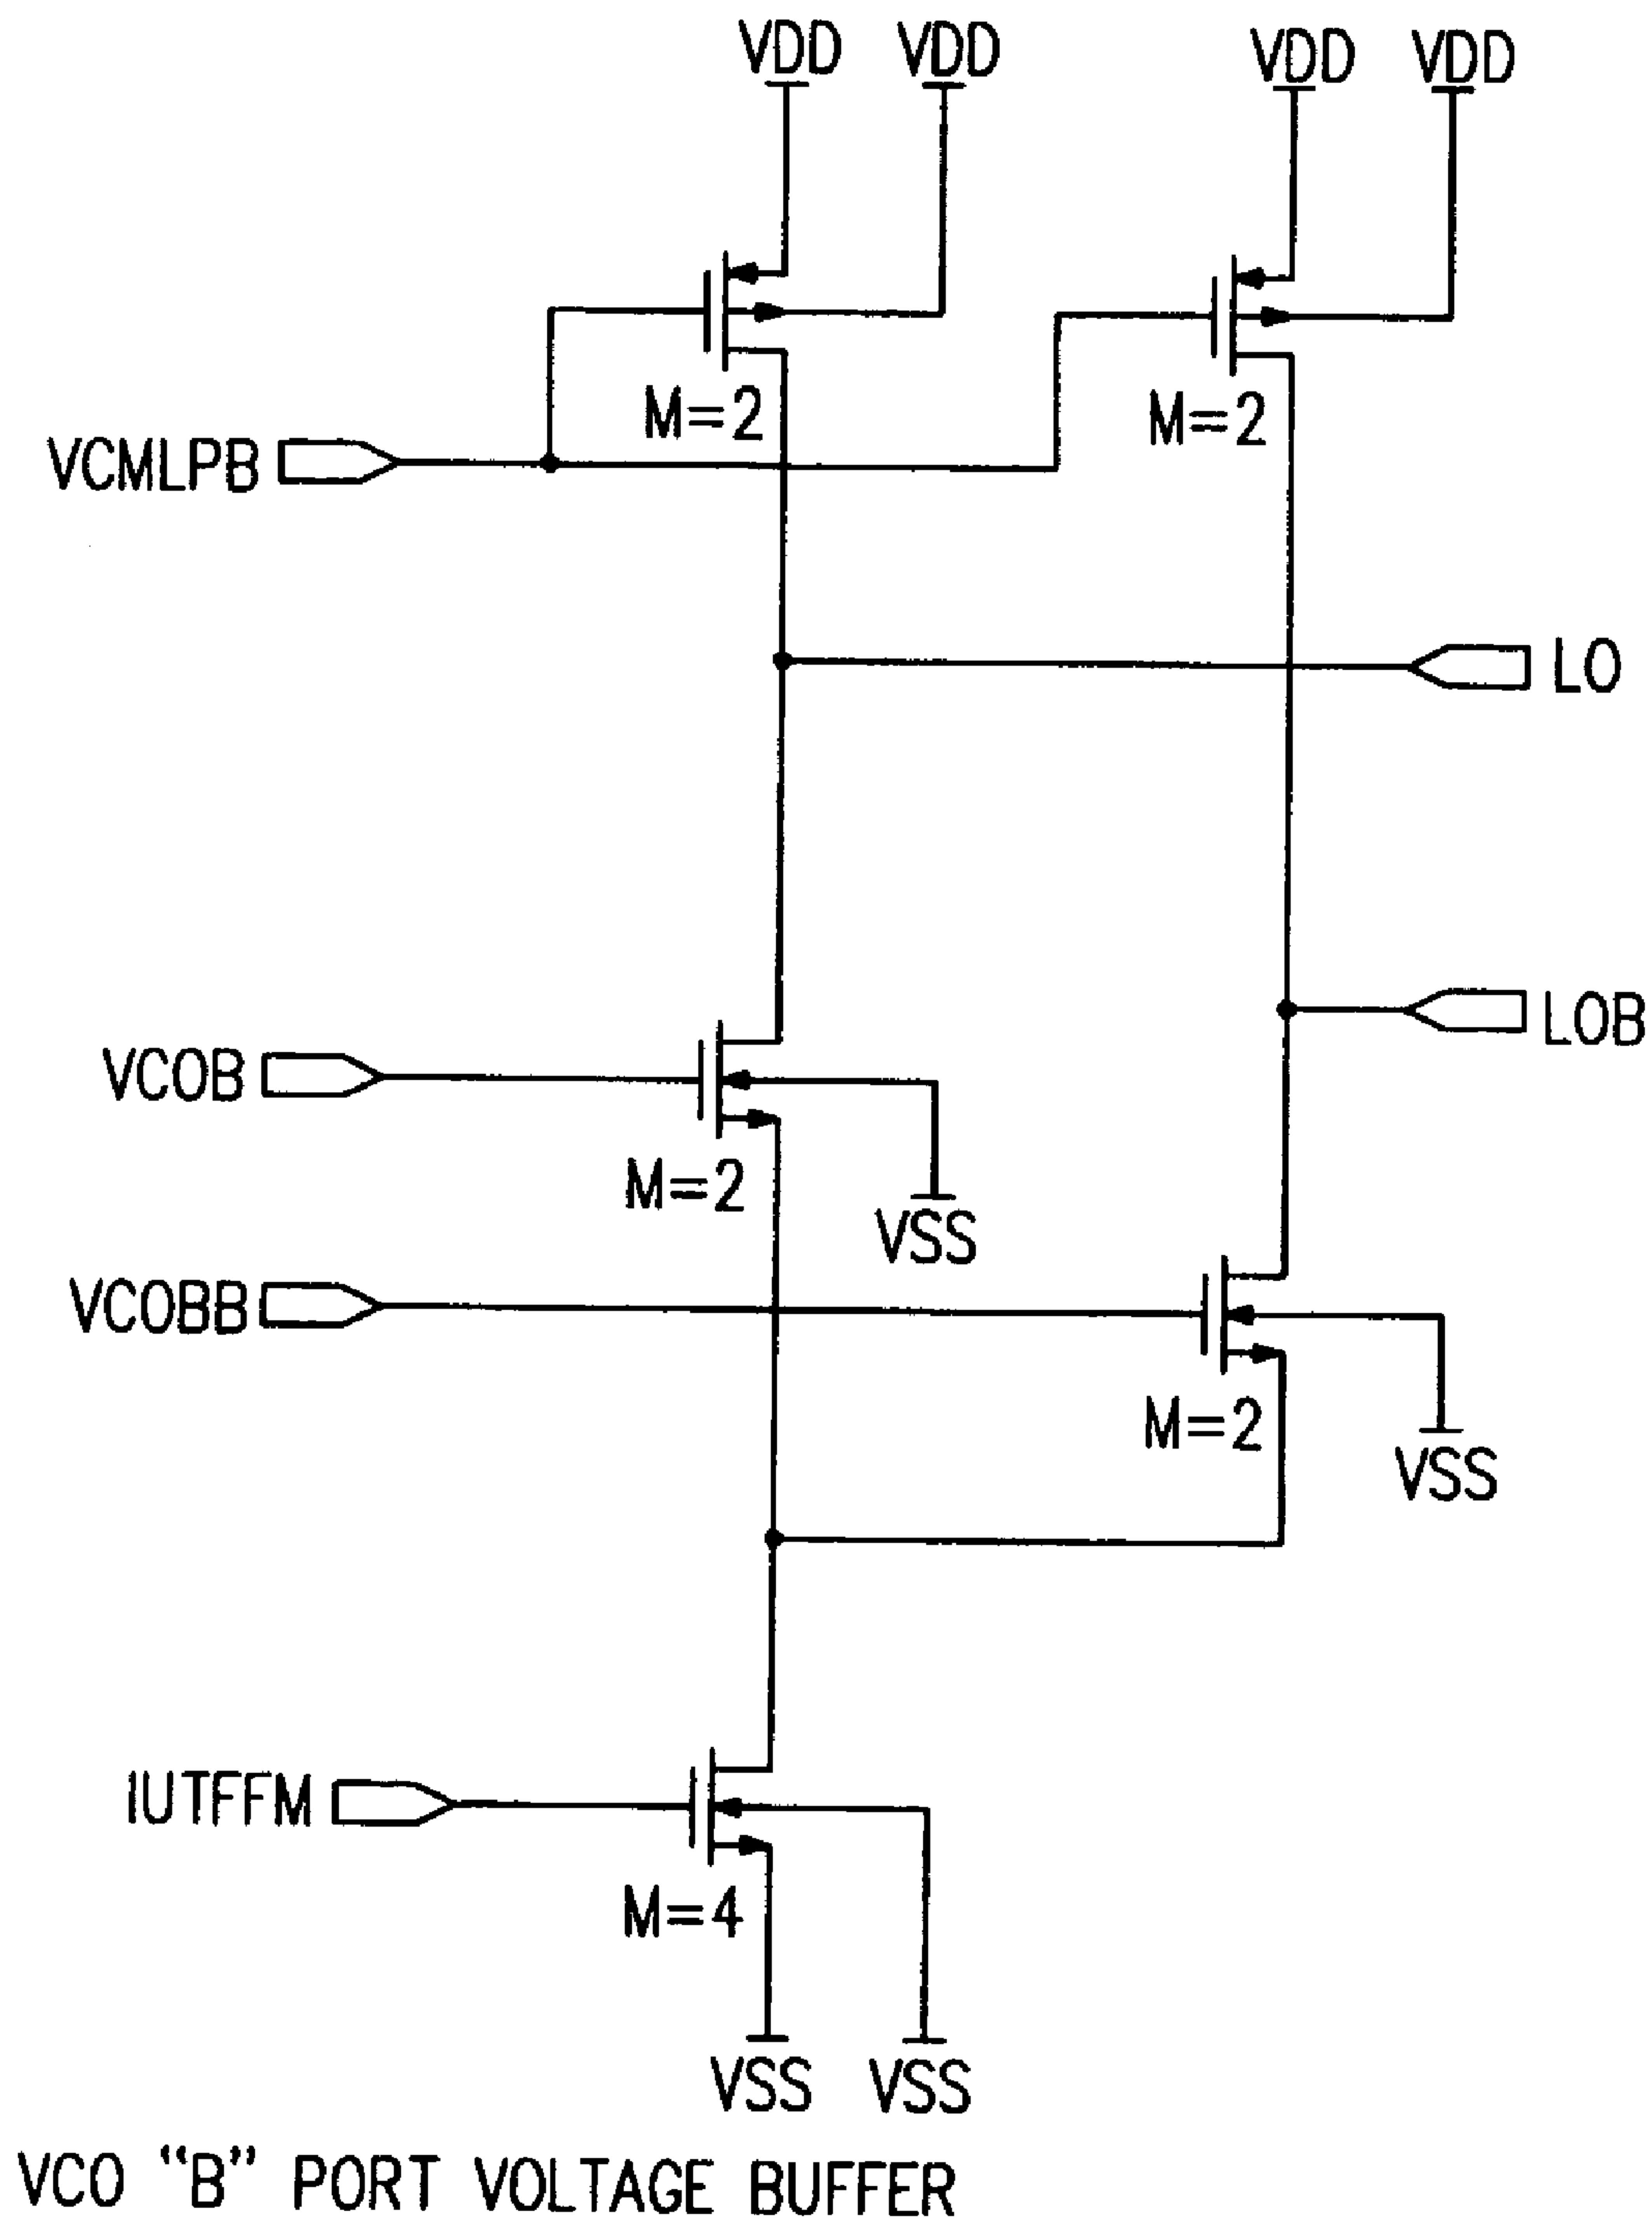 VDD VDD VDD VDD
M=2 M=2
VCMLPB
LO
LOB
VCOB
M=2
VSS
VCOBB
M=2
VSS
IUTFFM
M=4
VSS VSS
VCO “B” PORT VOLTAGE BUFFER